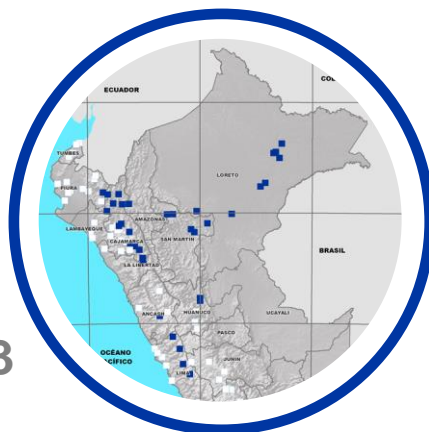 ECUADOR
TUMBES
PIURA
LORETO
LAMBAYEQUE
AMAZONAS
CAJAMARCA
SAN MARTIN
BRASIL
LA LIBERTAD
ANCASH
HUANUCO
UCAYALI
PASCO
3
OCÉANO
JUNIN
LIMA